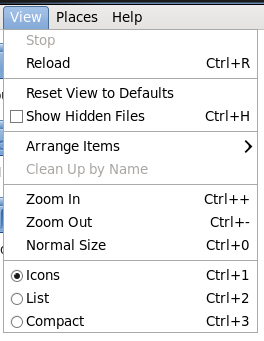 View Places Help
Stop
Reload Ctrl+R
Reset View to Defaults
Show Hidden Files Ctrl+H
Arrange Items
Clean Up by Name
Zoom In Ctrl++
Zoom Out Ctrl+-
Normal Size Ctrl+0
Icons Ctrl+1
List Ctrl+2
Compact Ctrl+3